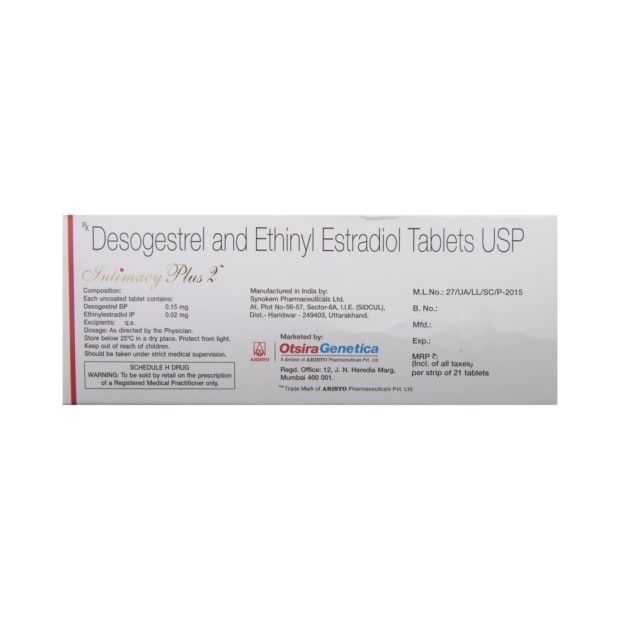 Rx Desogestrel and Ethinyl Estradiol Tablets USP
Intimacy Plus 2™
Composition:
Each uncoated tablet contains:
Desogestrel BP 0.15 mg
Ethinylestradiol IP 0.02 mg
Excipients: q.s.
Dosage: As directed by the Physician.
Store below 25°C in a dry place. Protect from light.
Keep out of reach of children.
Should be taken under strict medical supervision.
SCHEDULE H DRUG
WARNING: To be sold by retail on the prescription
of a Registered Medical Practitioner only.
Manufactured in India by:
Synokem Pharmaceuticals Ltd.
At. Plot No-56-57, Sector-6A, I.I.E. (SIDCUL),
Dist.- Haridwar - 249403, Uttarakhand.
Marketed by:
ARISTO
OtsiraGenetica
A division of ARISTO Pharmaceuticals Pvt. Ltd.
Regd. Office: 12, J. N. Heredia Marg,
Mumbai 400 001.
™Trade Mark of ARISTO Pharmaceuticals Pvt. Ltd.
M.L.No.: 27/UA/LL/SC/P-2015
B. No.:
Mfd.:
Exp.:
MRP ₹:
(Incl. of all taxes)
per strip of 21 tablets